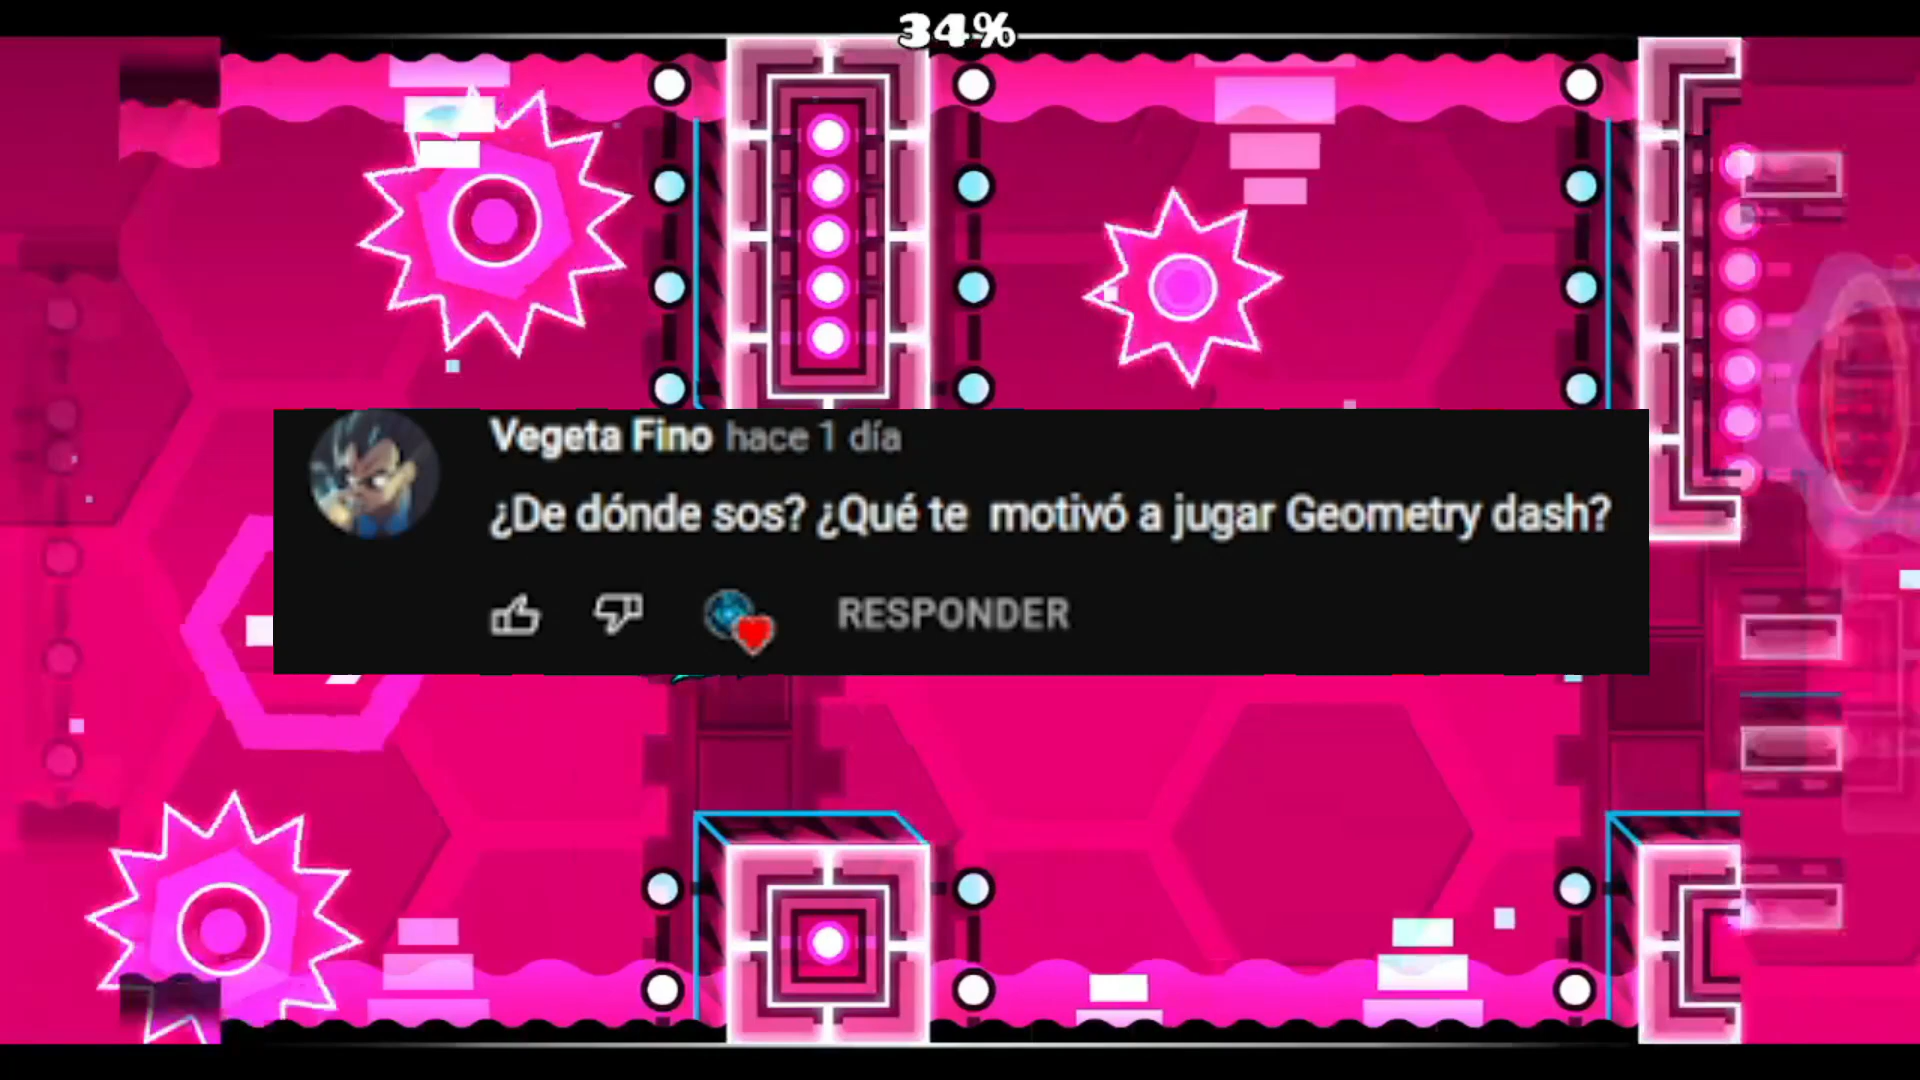 34%
Vegeta Fino hace 1 día
¿De dónde sos? ¿Qué te motivó a jugar Geometry dash?
RESPONDER